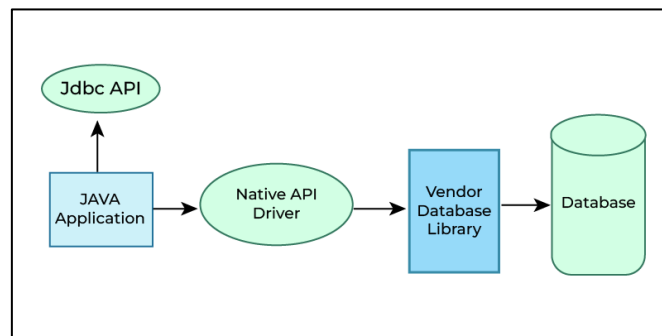 Jdbc API
JAVA
Application
Native API
Driver
Vendor
Database
Library
Database